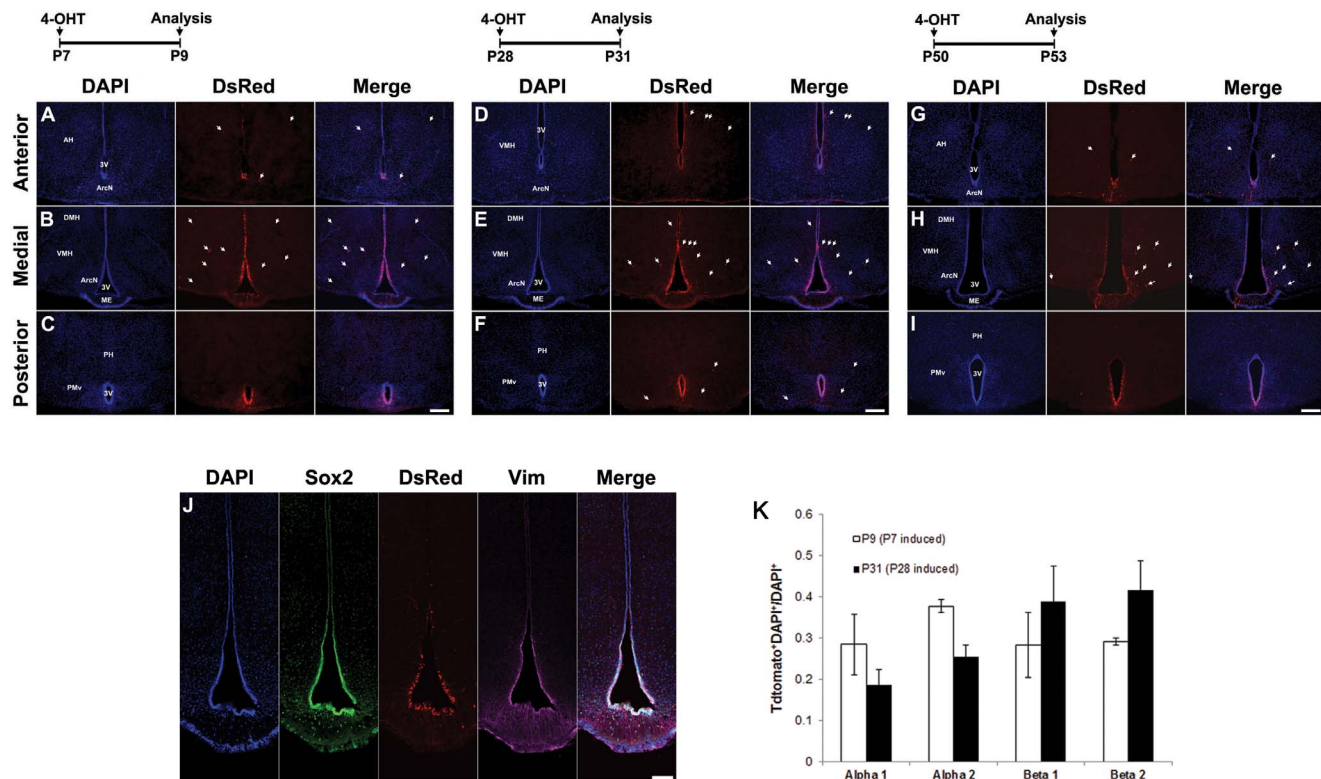 4-OHT Analysis
P7 P9
4-OHT Analysis
P28 P31
4-OHT Analysis
P50 P53
DAPI DsRed Merge
DAPI DsRed Merge
DAPI DsRed Merge
Anterior
A
AH
3V
ArcN
D
VMH
3V
ArcN
G
AH
3V
ArcN
Medial
B
DMH
VMH
ArcN
3V
ME
E
DMH
VMH
ArcN
3V
ME
H
DMH
VMH
ArcN
3V
ME
Posterior
C
PH
PMv
3V
F
PH
PMv
3V
I
PH
PMv
3V
DAPI Sox2 DsRed Vim Merge
J
K
Tdtomato⁺DAPI⁺/DAPI⁺
0.6
0.5
0.4
0.3
0.2
0.1
0
P9 (P7 induced)
P31 (P28 induced)
Alpha 1 Alpha 2 Beta 1 Beta 2